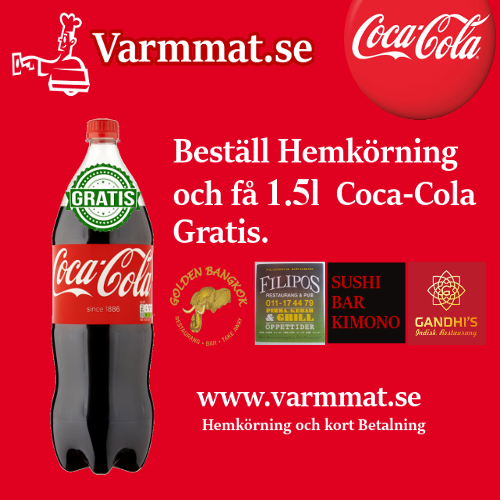 Varmmat.se
Coca-Cola
Beställ Hemkörning
och få 1.5l Coca-Cola
Gratis.
GRATIS
Coca-Cola
since 1886
GOLDEN BANGKOK
RESTAURANG • BAR • TAKE AWAY
FILIPOS
RESTAURANG & PUB
011-17 44 79
PIZZA, KEBAB
& GRILL
ÖPPETTIDER
SUSHI
BAR
KIMONO
GANDHI'S
Indisk Restaurang
www.varmmat.se
Hemkörning och kort Betalning